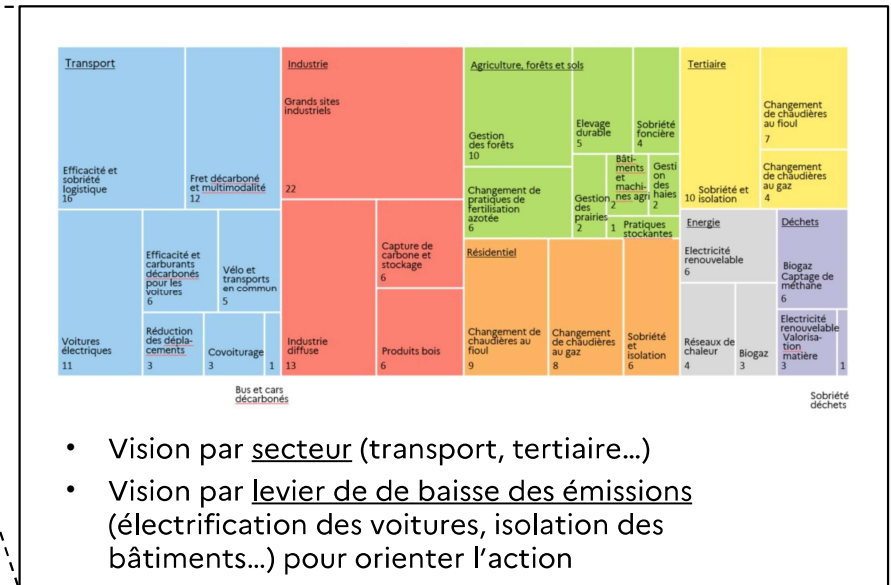 Transport
Efficacité et
sobriété
logistique
16
Fret décarboné
et multimodalité
12
Voitures
électriques
11
Efficacité et
carburants
décarbonés
pour les
voitures
6
Vélo et
transports
en commun
5
Réduction
des dépla-
cements
3
Covoiturage
3
1
Bus et cars
décarbonés
Industrie
Grands sites
industriels
22
Industrie
diffuse
13
Capture de
carbone et
stockage
6
Produits bois
6
Agriculture, forêts et sols
Gestion
des forêts
10
Elevage
durable
5
Sobriété
foncière
4
Changement de
pratiques de
fertilisation
azotée
6
Gestion
des
prairies
2
Bâti-
ments
et
machi-
nes agri
2
Gesti
on
des
haies
2
1 Pratiques
stockantes
Résidentiel
Changement de
chaudières au
fioul
9
Changement
de chaudières
au gaz
8
Sobriété
et
isolation
6
Tertiaire
Sobriété et
10 isolation
Changement
de chaudières
au fioul
7
Changement
de chaudières
au gaz
4
Energie
Electricité
renouvelable
6
Réseaux de
chaleur
4
Biogaz
3
Déchets
Biogaz
Captage de
méthane
6
Electricité
renouvelable
Valorisa-
tion
matière
3
1
Sobriété
déchets
• Vision par secteur (transport, tertiaire…)
• Vision par levier de de baisse des émissions
(électrification des voitures, isolation des
bâtiments…) pour orienter l’action